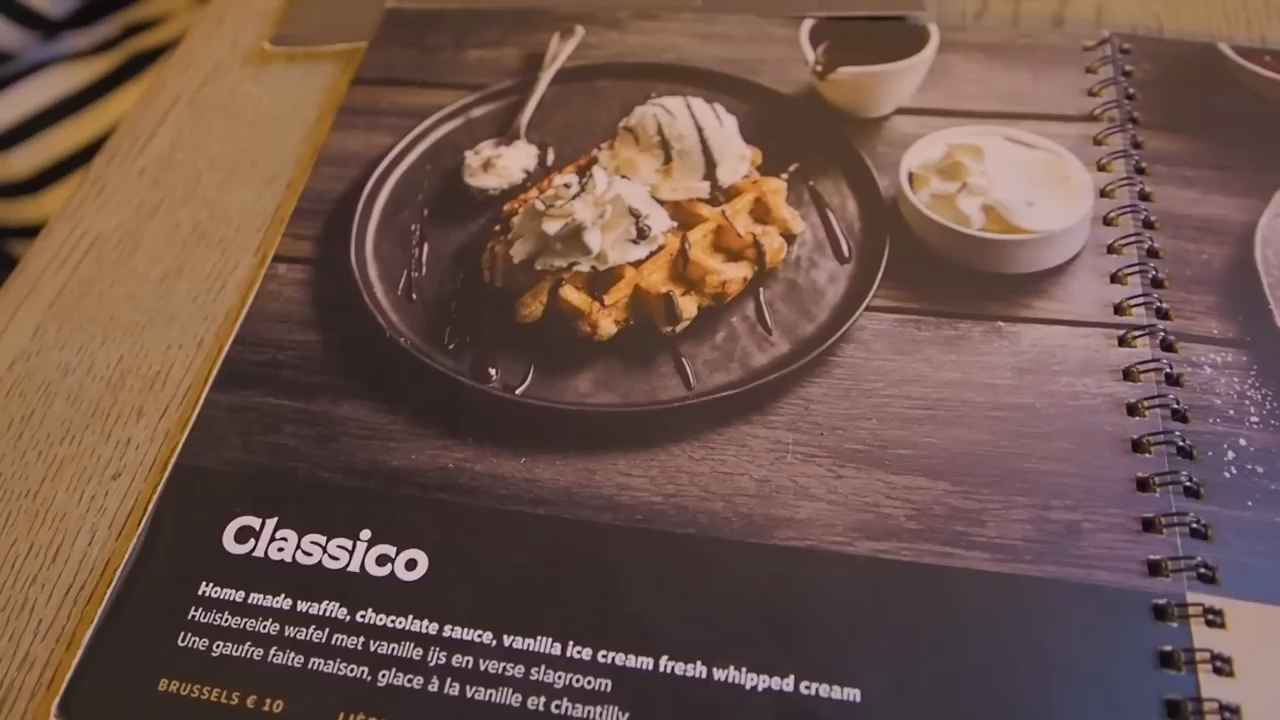 Classico
Home made waffle, chocolate sauce, vanilla ice cream fresh whipped cream
Huisbereide wafel met vanille ijs en verse slagroom
Une gaufre faite maison, glace à la vanille et chantilly
BRUSSELS € 10